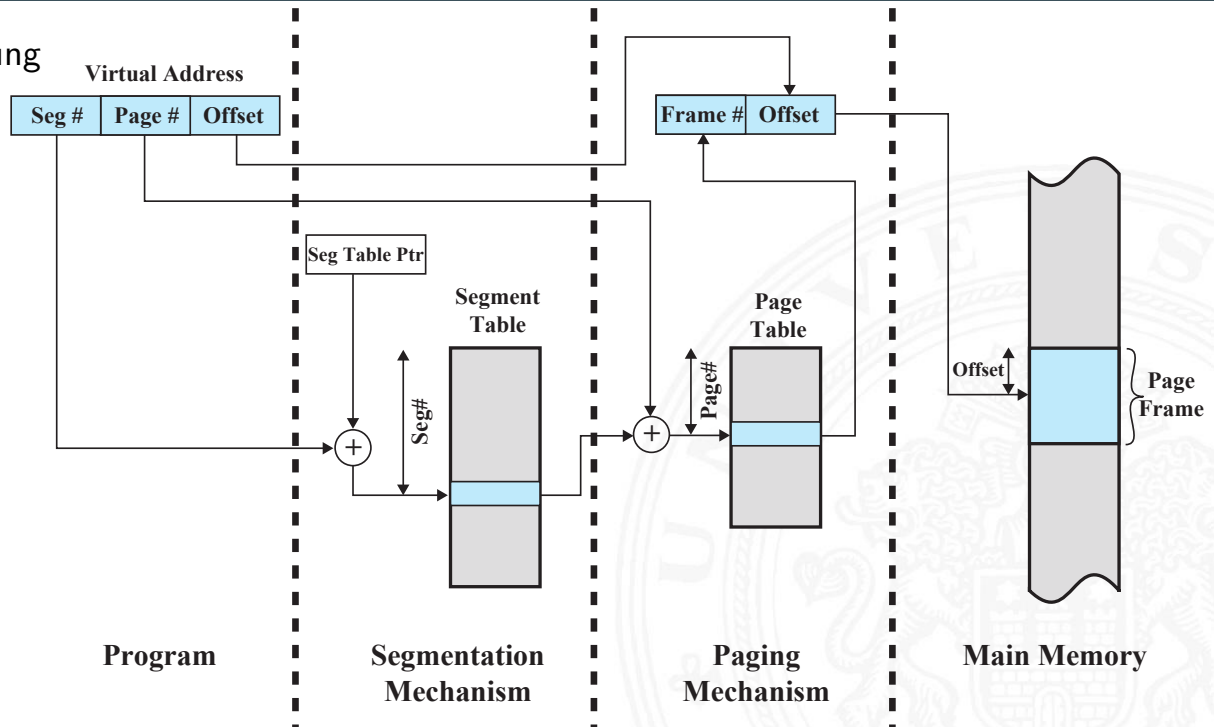 ung
Virtual Address
Seg # Page # Offset
Frame # Offset
Seg Table Ptr
Segment
Table
Seg#
Page
Table
Page#
Offset
Page
Frame
Program
Segmentation
Mechanism
Paging
Mechanism
Main Memory